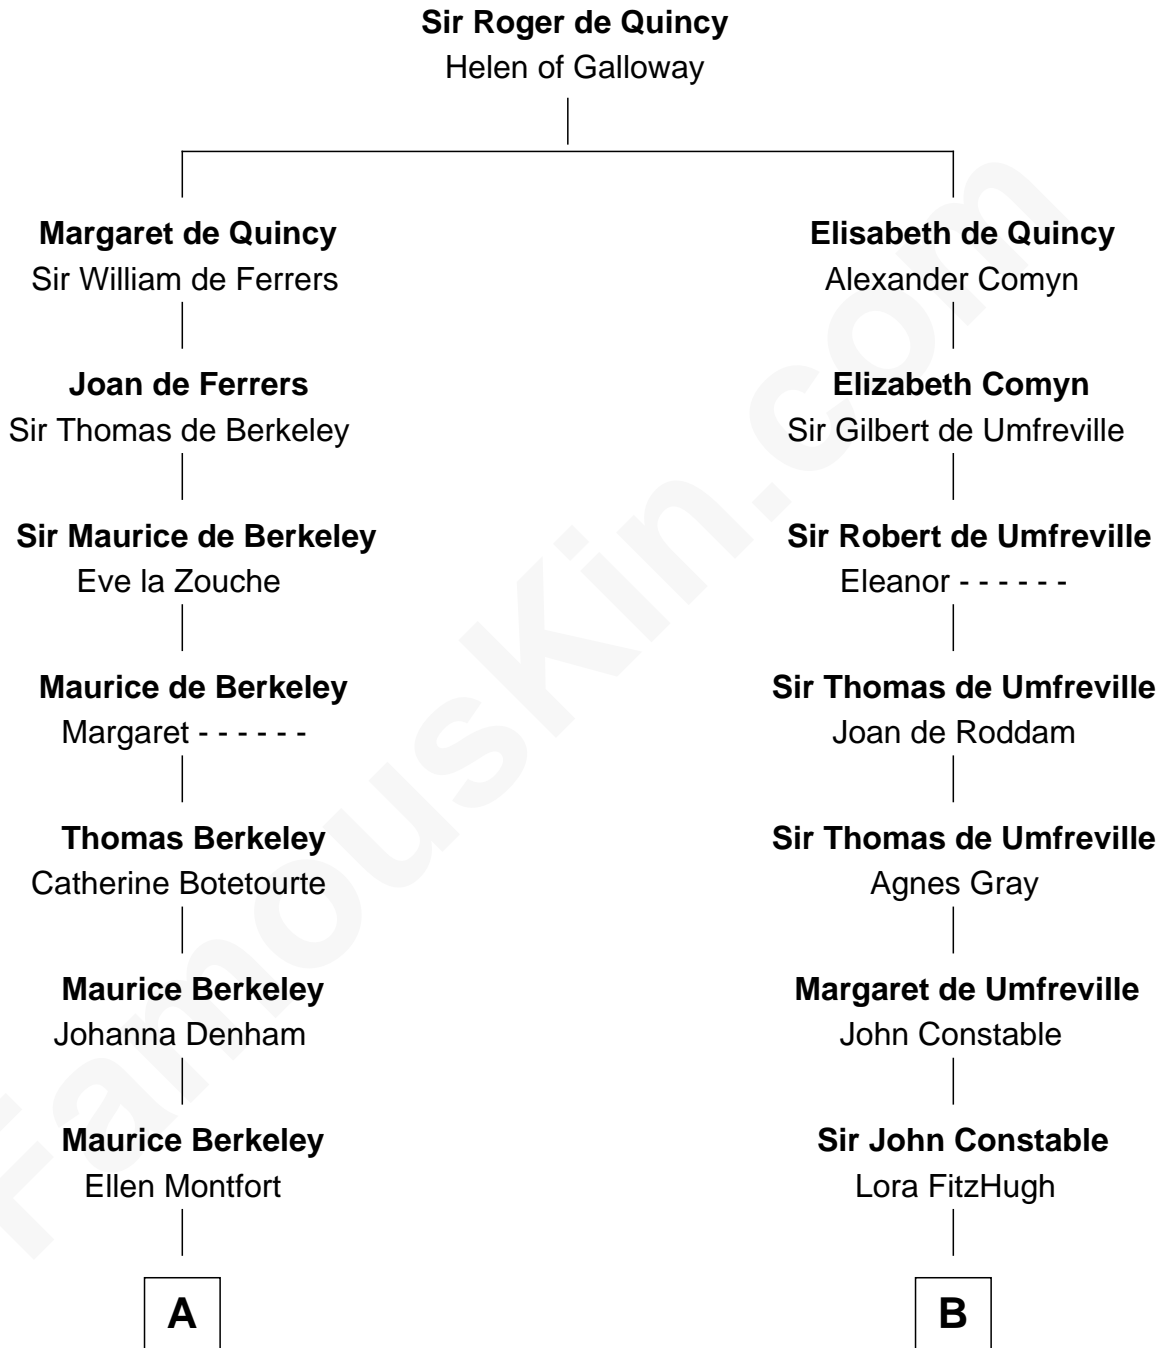 Sir Roger de Quincy
Helen of Galloway
Margaret de Quincy
Sir William de Ferrers
Elisabeth de Quincy
Alexander Comyn
Joan de Ferrers
Sir Thomas de Berkeley
Elizabeth Comyn
Sir Gilbert de Umfreville
Sir Maurice de Berkeley
Eve la Zouche
Sir Robert de Umfreville
Eleanor - - - - - -
Maurice de Berkeley
Margaret - - - - - -
Sir Thomas de Umfreville
Joan de Roddam
Thomas Berkeley
Catherine Botetourte
Sir Thomas de Umfreville
Agnes Gray
Maurice Berkeley
Johanna Denham
Margaret de Umfreville
John Constable
Maurice Berkeley
Ellen Montfort
Sir John Constable
Lora FitzHugh
A
B
FamousKin.com